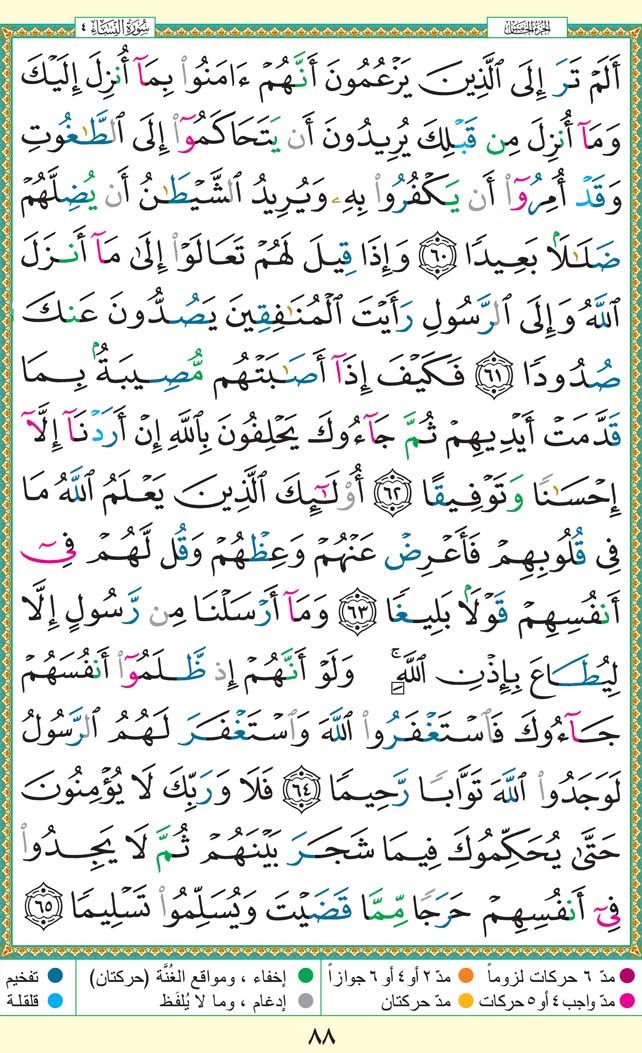 الجزء الخامس
سورة النساء ٤
أَلَمۡ تَرَ إِلَى ٱلَّذِينَ يَزۡعُمُونَ أَنَّهُمۡ ءَامَنُواْ بِمَآ أُنزِلَ إِلَيۡكَ
وَمَآ أُنزِلَ مِن قَبۡلِكَ يُرِيدُونَ أَن يَتَحَاكَمُوٓاْ إِلَى ٱلطَّٰغُوتِ
وَقَدۡ أُمِرُوٓاْ أَن يَكۡفُرُواْ بِهِۦ وَيُرِيدُ ٱلشَّيۡطَٰنُ أَن يُضِلَّهُمۡ
ضَلَٰلَۢا بَعِيدٗا ٦٠ وَإِذَا قِيلَ لَهُمۡ تَعَالَوۡاْ إِلَىٰ مَآ أَنزَلَ
ٱللَّهُ وَإِلَى ٱلرَّسُولِ رَأَيۡتَ ٱلۡمُنَٰفِقِينَ يَصُدُّونَ عَنكَ
صُدُودٗا ٦١ فَكَيۡفَ إِذَآ أَصَٰبَتۡهُم مُّصِيبَةُۢ بِمَا
قَدَّمَتۡ أَيۡدِيهِمۡ ثُمَّ جَآءُوكَ يَحۡلِفُونَ بِٱللَّهِ إِنۡ أَرَدۡنَآ إِلَّآ
إِحۡسَٰنٗا وَتَوۡفِيقًا ٦٢ أُوْلَٰٓئِكَ ٱلَّذِينَ يَعۡلَمُ ٱللَّهُ مَا
فِي قُلُوبِهِمۡ فَأَعۡرِضۡ عَنۡهُمۡ وَعِظۡهُمۡ وَقُل لَّهُمۡ فِيٓ
أَنفُسِهِمۡ قَوۡلَۢا بَلِيغٗا ٦٣ وَمَآ أَرۡسَلۡنَا مِن رَّسُولٍ إِلَّا
لِيُطَاعَ بِإِذۡنِ ٱللَّهِۚ وَلَوۡ أَنَّهُمۡ إِذ ظَّلَمُوٓاْ أَنفُسَهُمۡ
جَآءُوكَ فَٱسۡتَغۡفَرُواْ ٱللَّهَ وَٱسۡتَغۡفَرَ لَهُمُ ٱلرَّسُولُ
لَوَجَدُواْ ٱللَّهَ تَوَّابٗا رَّحِيمٗا ٦٤ فَلَا وَرَبِّكَ لَا يُؤۡمِنُونَ
حَتَّىٰ يُحَكِّمُوكَ فِيمَا شَجَرَ بَيۡنَهُمۡ ثُمَّ لَا يَجِدُواْ
فِيٓ أَنفُسِهِمۡ حَرَجٗا مِّمَّا قَضَيۡتَ وَيُسَلِّمُواْ تَسۡلِيمٗا ٦٥
مدّ ٦ حركات لزوماً مدّ ٢ أو ٤ أو ٦ جوازاً إخفاء ، ومواقع الغُنَّة (حركتان) تفخيم
مدّ واجب ٤ أو ٥ حركات مدّ حركتان إدغام ، وما لا يُلفَظ قلقلة
٨٨